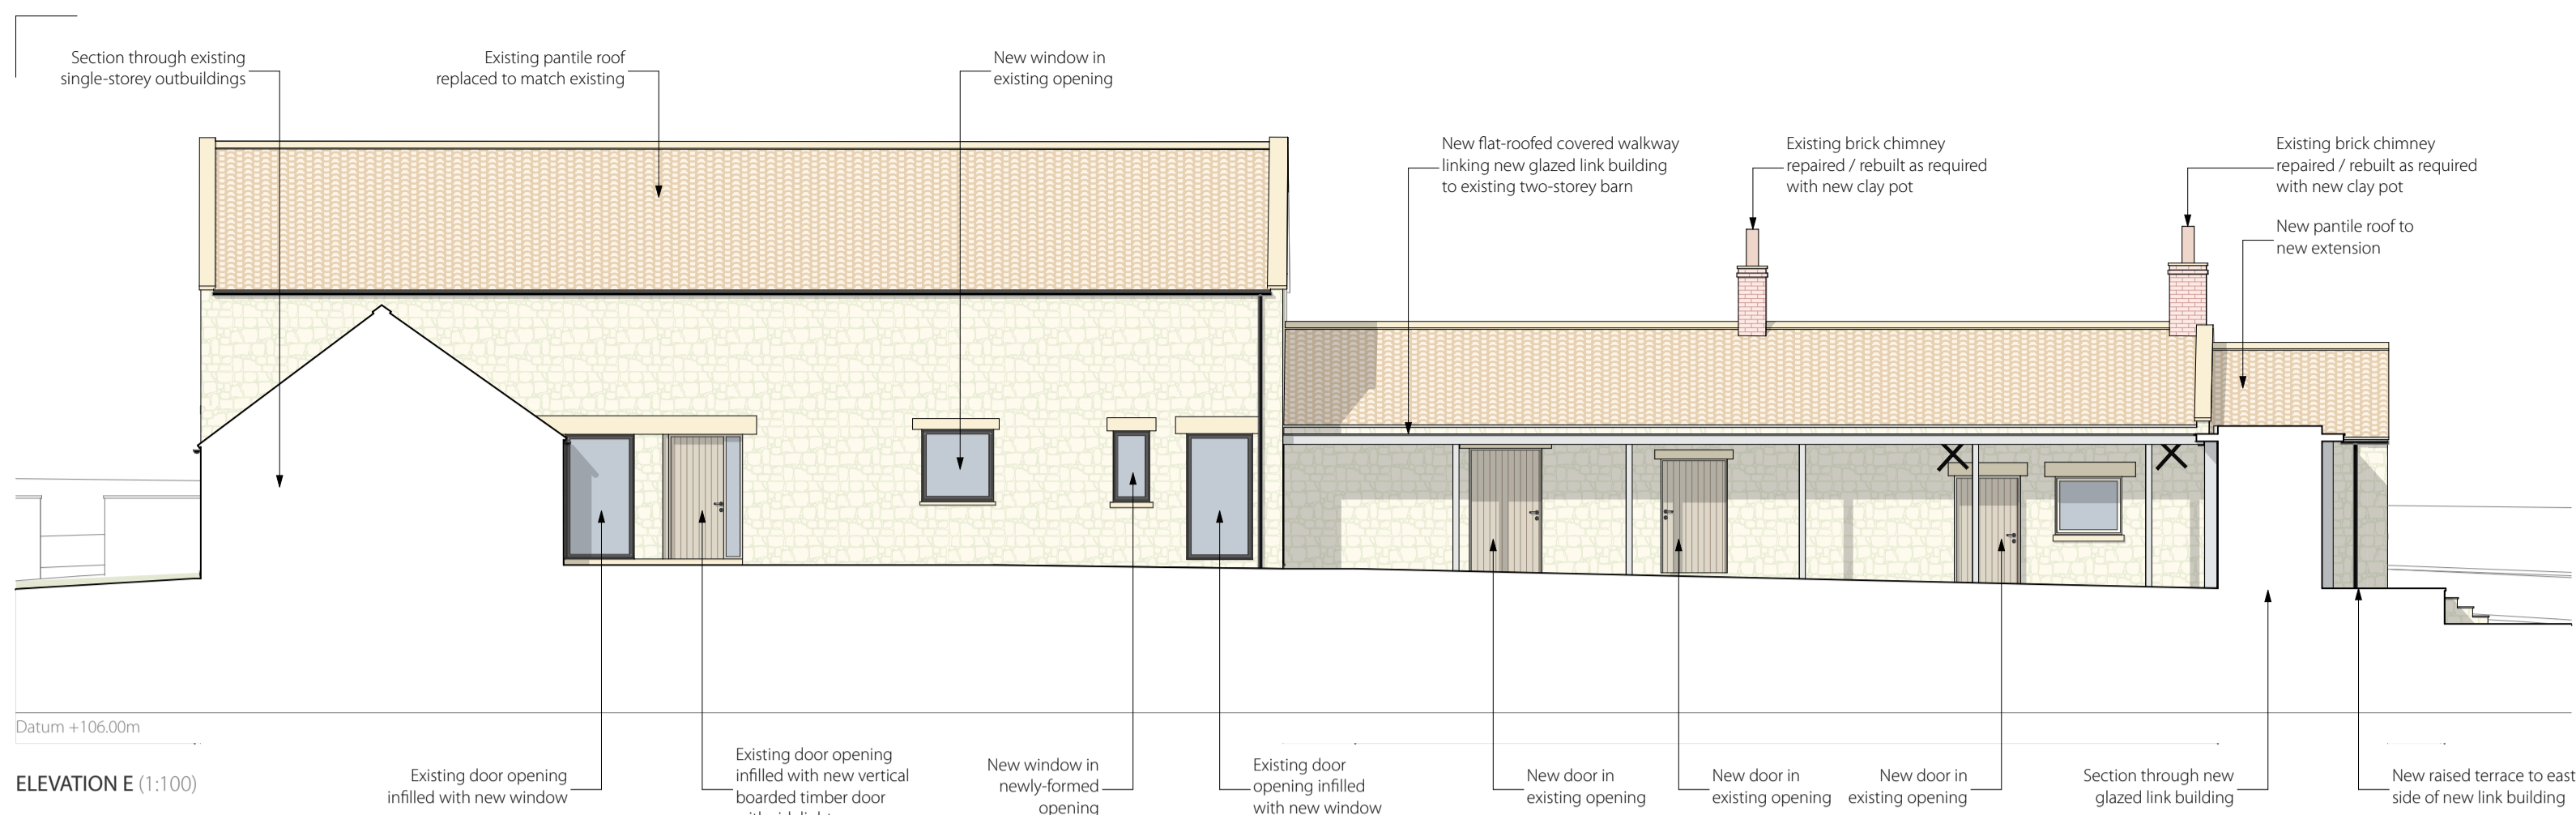 Section through existing
single-storey outbuildings
Existing pantile roof
replaced to match existing
New window in
existing opening
New flat-roofed covered walkway
linking new glazed link building
to existing two-storey barn
Existing brick chimney
repaired / rebuilt as required
with new clay pot
Existing brick chimney
repaired / rebuilt as required
with new clay pot
New pantile roof to
new extension
Datum +106.00m
ELEVATION E (1:100)
Existing door opening
infilled with new window
Existing door opening
infilled with new vertical
boarded timber door
New window in
newly-formed
opening
Existing door
opening infilled
with new window
New door in
existing opening
New door in
existing opening
New door in
existing opening
Section through new
glazed link building
New raised terrace to east
side of new link building